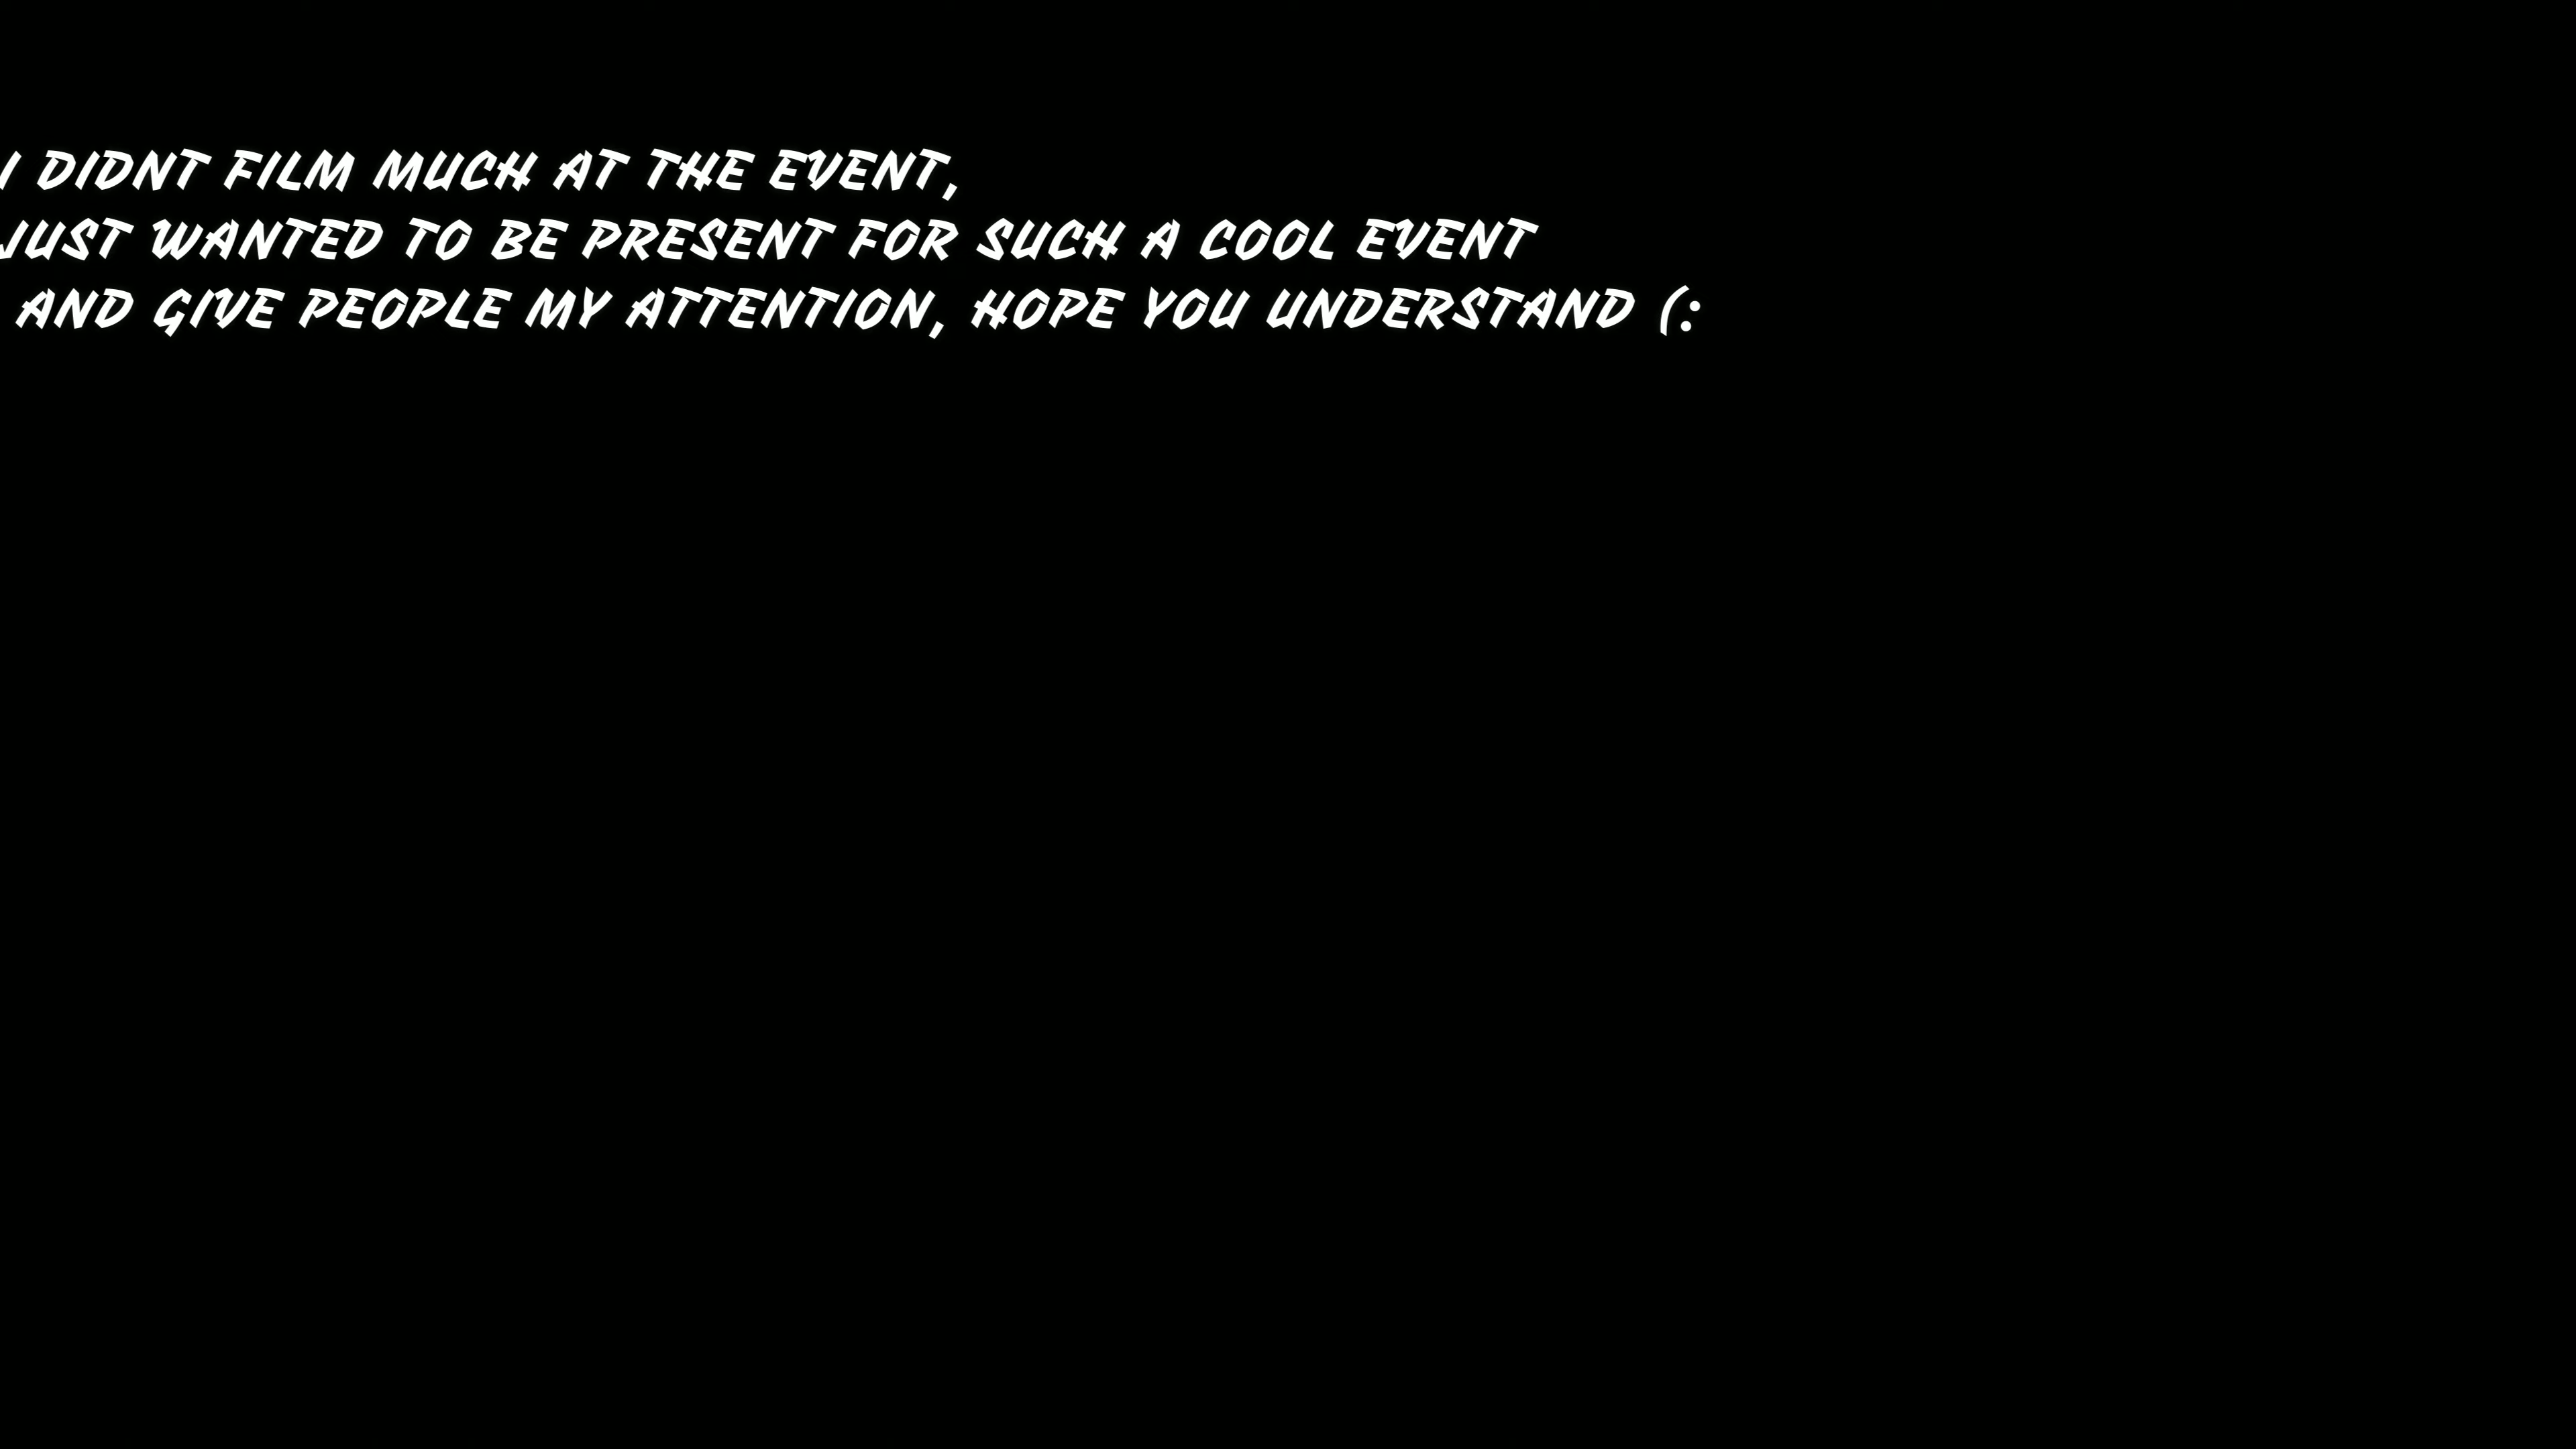 I DIDNT FILM MUCH AT THE EVENT,
JUST WANTED TO BE PRESENT FOR SUCH A COOL EVENT
AND GIVE PEOPLE MY ATTENTION, HOPE YOU UNDERSTAND (: